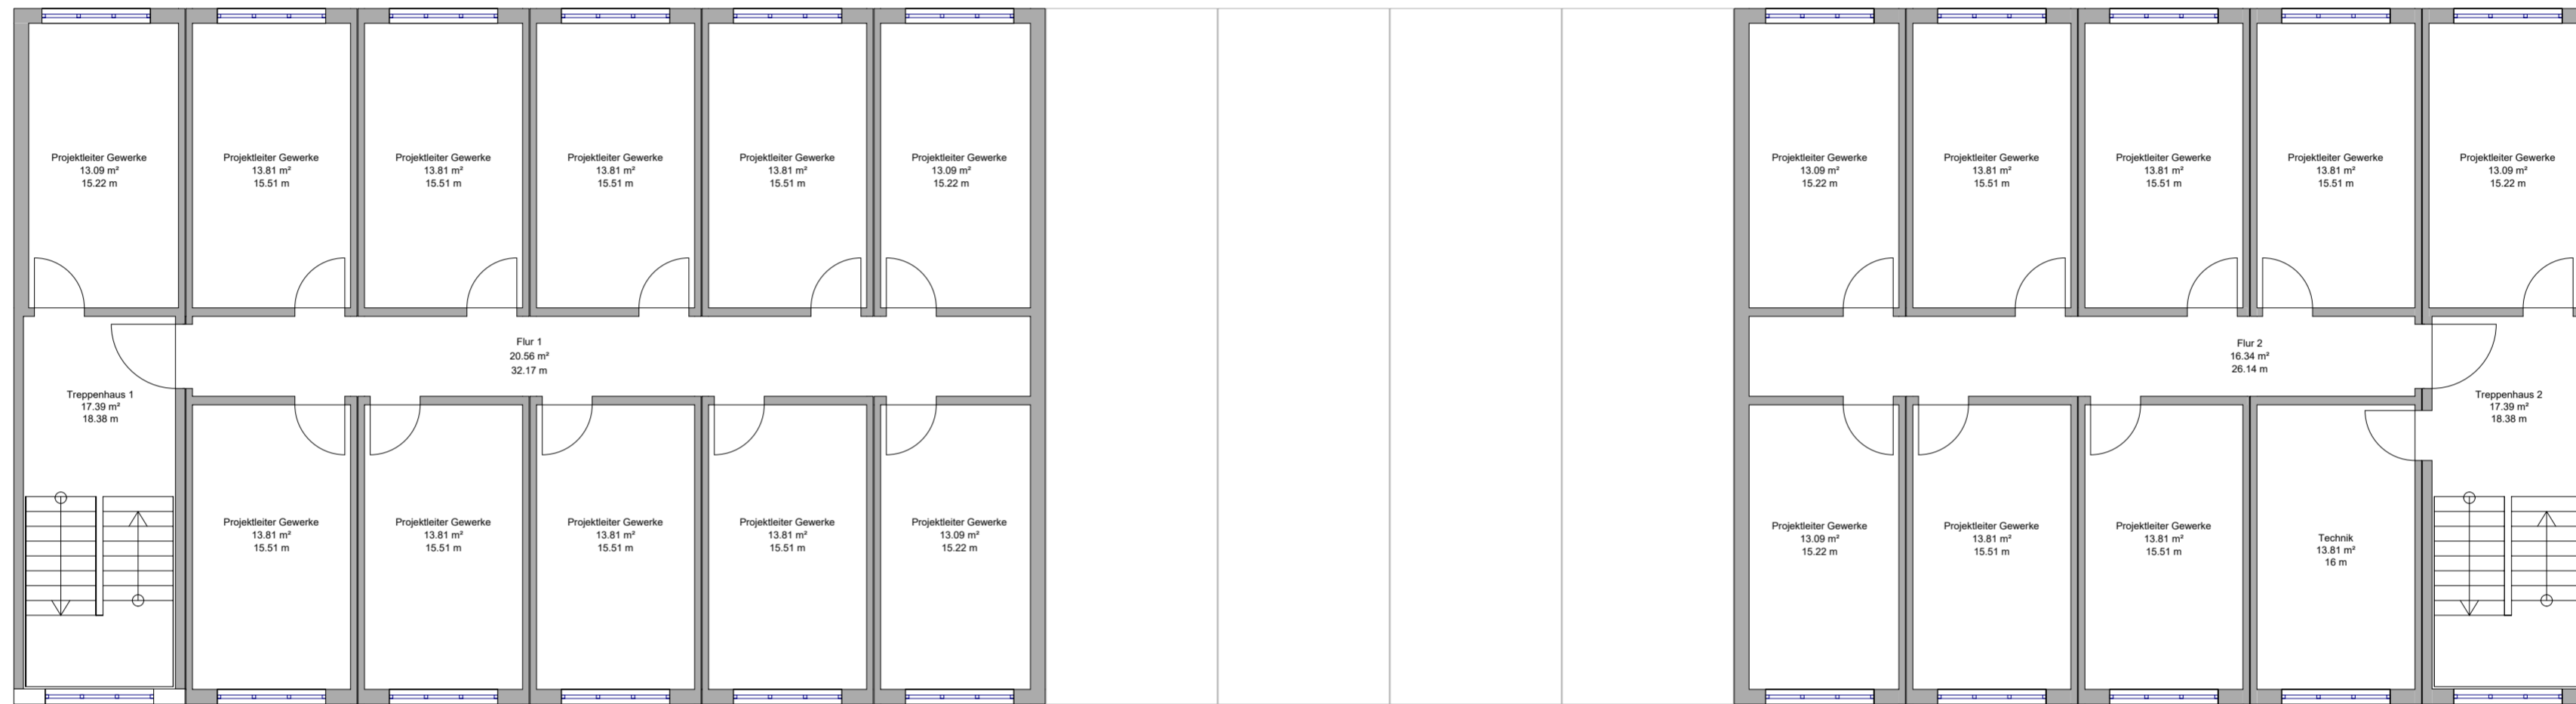 Projektleiter Gewerke
13.09 m²
15.22 m
Projektleiter Gewerke
13.81 m²
15.51 m
Projektleiter Gewerke
13.81 m²
15.51 m
Projektleiter Gewerke
13.81 m²
15.51 m
Projektleiter Gewerke
13.81 m²
15.51 m
Projektleiter Gewerke
13.09 m²
15.22 m
Projektleiter Gewerke
13.09 m²
15.22 m
Projektleiter Gewerke
13.81 m²
15.51 m
Projektleiter Gewerke
13.81 m²
15.51 m
Projektleiter Gewerke
13.81 m²
15.51 m
Projektleiter Gewerke
13.09 m²
15.22 m
Flur 1
20.56 m²
32.17 m
Flur 2
16.34 m²
26.14 m
Treppenhaus 1
17.39 m²
18.38 m
Treppenhaus 2
17.39 m²
18.38 m
Projektleiter Gewerke
13.81 m²
15.51 m
Projektleiter Gewerke
13.81 m²
15.51 m
Projektleiter Gewerke
13.81 m²
15.51 m
Projektleiter Gewerke
13.81 m²
15.51 m
Projektleiter Gewerke
13.09 m²
15.22 m
Projektleiter Gewerke
13.09 m²
15.22 m
Projektleiter Gewerke
13.81 m²
15.51 m
Projektleiter Gewerke
13.81 m²
15.51 m
Technik
13.81 m²
16 m